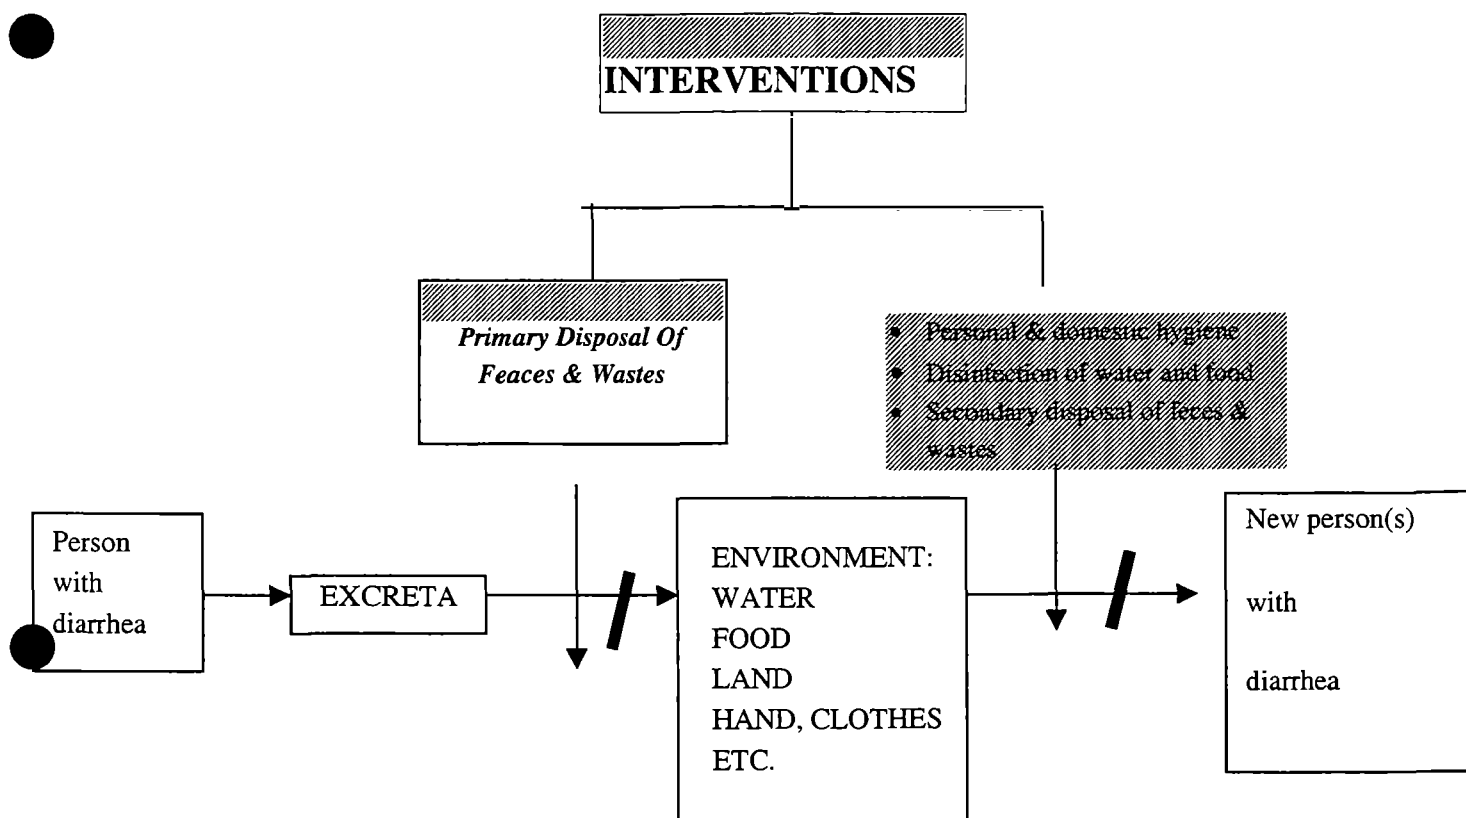 INTERVENTIONS
Primary Disposal Of
Feaces & Wastes
• Personal & domestic hygiene
• Disinfection of water and food
• Secondary disposal of feces &
wastes
Person
with
diarrhea
EXCRETA
ENVIRONMENT:
WATER
FOOD
LAND
HAND, CLOTHES
ETC.
New person(s)
with
diarrhea